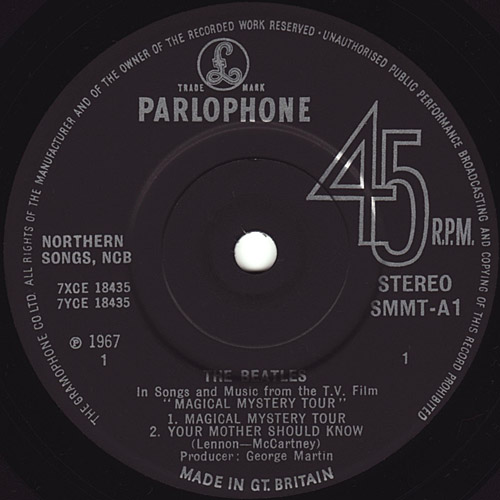 THE GRAMOPHONE CO LTD. ALL RIGHTS OF THE MANUFACTURER AND OF THE OWNER OF THE RECORDED WORK RESERVED · UNAUTHORISED PUBLIC PERFORMANCE BROADCASTING AND COPYING OF THIS RECORD PROHIBITED
£
TRADE MARK
PARLOPHONE
45 R.P.M.
NORTHERN
SONGS, NCB
7XCE 18435
7YCE 18435
℗ 1967
1
STEREO
SMMT-A1
1
THE BEATLES
In Songs and Music from the T.V. Film
"MAGICAL MYSTERY TOUR"
1. MAGICAL MYSTERY TOUR
2. YOUR MOTHER SHOULD KNOW
(Lennon—McCartney)
Producer: George Martin
MADE IN GT. BRITAIN